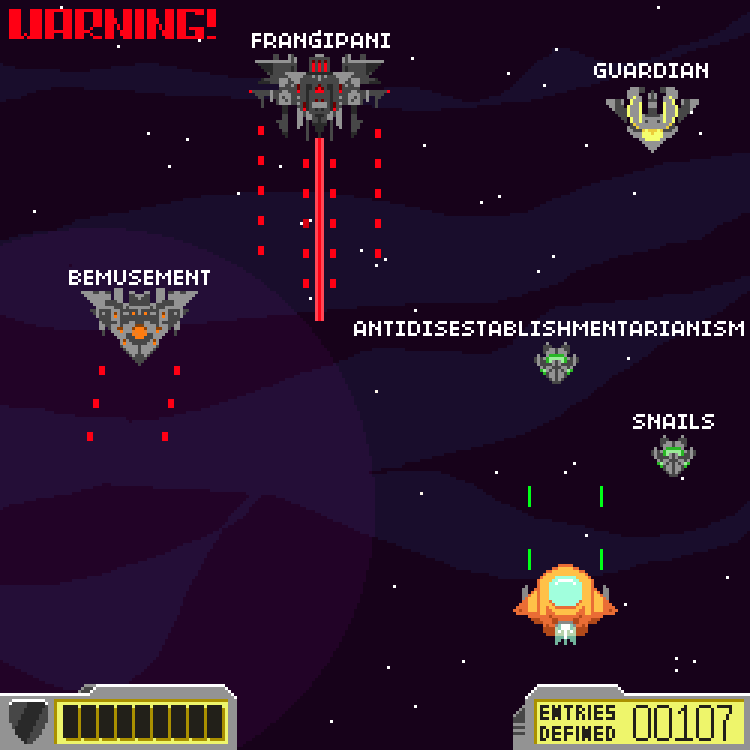 WARNING!
FRANGIPANI
GUARDIAN
BEMUSEMENT
ANTIDISESTABLISHMENTARIANISM
SNAILS
ENTRIES
DEFINED
00107